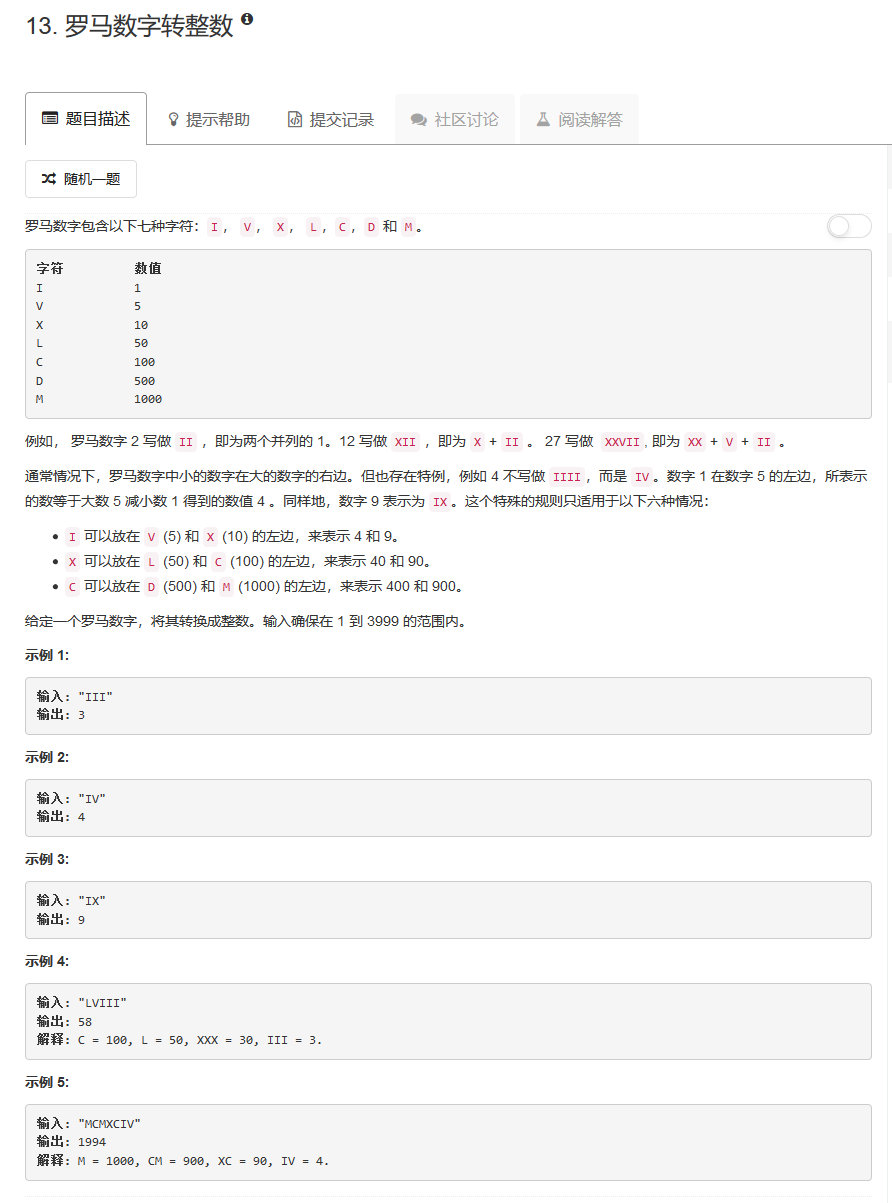 13. 罗马数字转整数
题目描述 提示帮助 提交记录 社区讨论 阅读解答
随机一题
罗马数字包含以下七种字符: I, V, X, L, C, D 和 M。
字符 数值
I 1
V 5
X 10
L 50
C 100
D 500
M 1000
例如, 罗马数字 2 写做 II ,即为两个并列的 1。12 写做 XII ,即为 X + II 。 27 写做 XXVII, 即为 XX + V + II 。
通常情况下,罗马数字中小的数字在大的数字的右边。但也存在特例,例如 4 不写做 IIII,而是 IV。数字 1 在数字 5 的左边,所表示
的数等于大数 5 减小数 1 得到的数值 4 。同样地,数字 9 表示为 IX。这个特殊的规则只适用于以下六种情况:
• I 可以放在 V (5) 和 X (10) 的左边,来表示 4 和 9。
• X 可以放在 L (50) 和 C (100) 的左边,来表示 40 和 90。
• C 可以放在 D (500) 和 M (1000) 的左边,来表示 400 和 900。
给定一个罗马数字,将其转换成整数。输入确保在 1 到 3999 的范围内。
示例 1:
输入: "III"
输出: 3
示例 2:
输入: "IV"
输出: 4
示例 3:
输入: "IX"
输出: 9
示例 4:
输入: "LVIII"
输出: 58
解释: C = 100, L = 50, XXX = 30, III = 3.
示例 5:
输入: "MCMXCIV"
输出: 1994
解释: M = 1000, CM = 900, XC = 90, IV = 4.